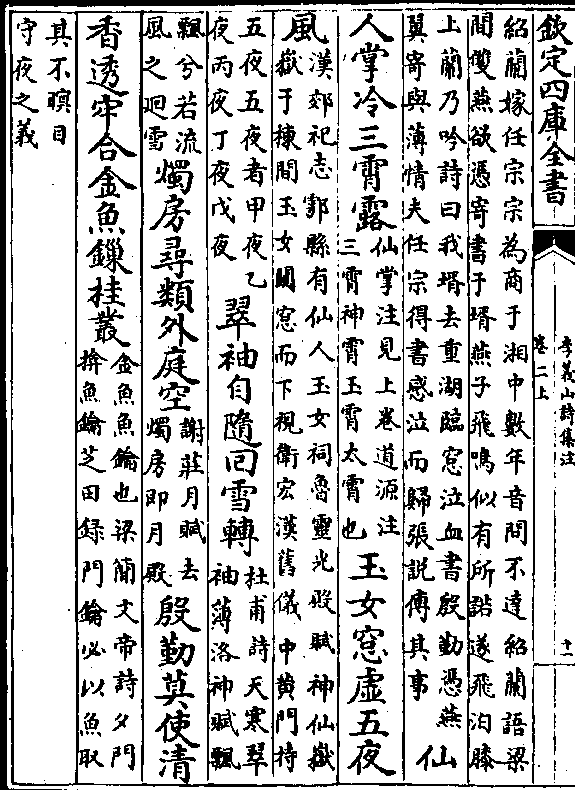 欽定四庫全書
李義山詩集注
卷二上
十一
紹蘭嫁任宗宗為商于湘中數年音問不達紹蘭語梁
間雙燕欲憑寄書于壻燕子飛鳴似有所諾遂飛泊膝
上蘭乃吟詩曰我壻去重湖臨窓泣血書殷勤憑燕
翼寄與薄情夫任宗得書感泣而歸張説傳其事
仙
人掌冷三霄露
仙掌注見上卷道源注
三霄神霄玉霄太霄也
玉女窓虛五夜
風
漢郊祀志鄠縣有仙人玉女祠魯靈光殿賦神仙嶽
嶽于棟間玉女闚窓而下視衛宏漢舊儀中黄門持
五夜五夜者甲夜乙
夜丙夜丁夜戊夜
翠袖自隨回雪轉
杜甫詩天寒翠
袖薄洛神賦飄
飄兮若流
風之迴雪
燭房尋類外庭空
謝莊月賦去
燭房即月殿
殷勤莫使清
香透牢合金魚鏁桂叢
金魚魚鑰也梁簡文帝詩夕門
掩魚鑰芝田録門鑰必以魚取
其不瞑目
守夜之義